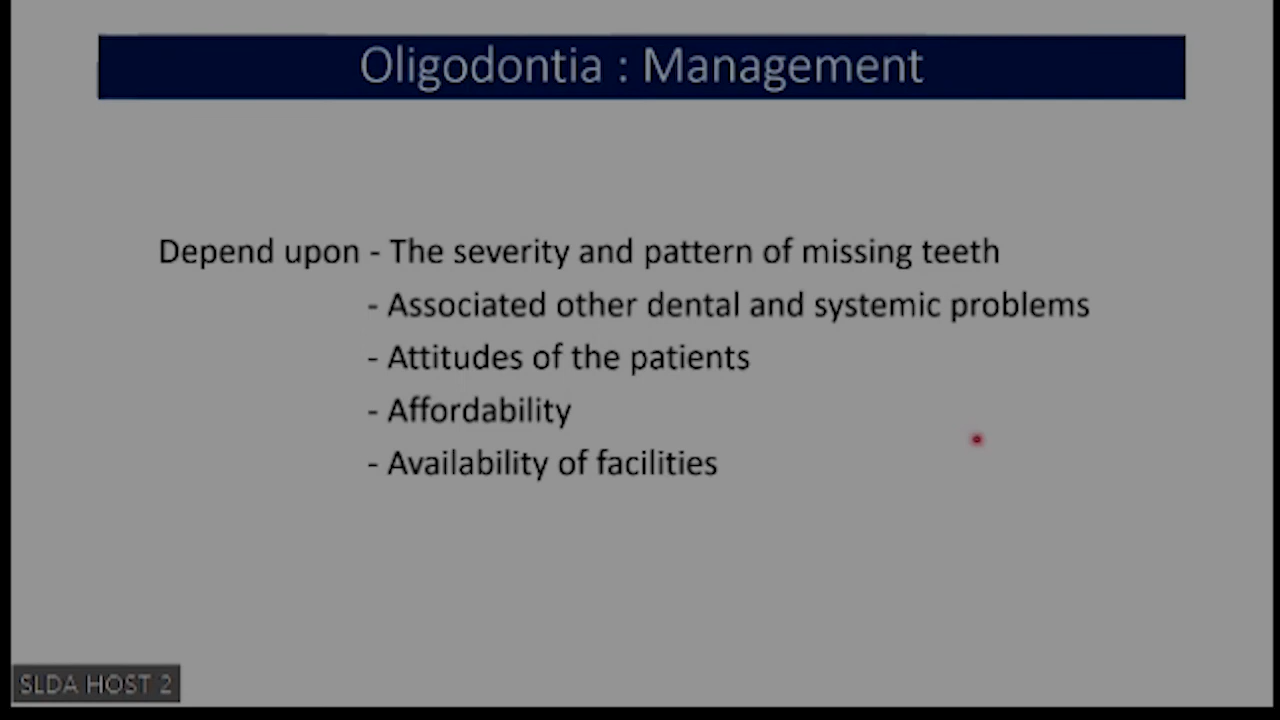 Oligodontia : Management
Depend upon - The severity and pattern of missing teeth
- Associated other dental and systemic problems
- Attitudes of the patients
- Affordability
- Availability of facilities
SLDA HOST 2